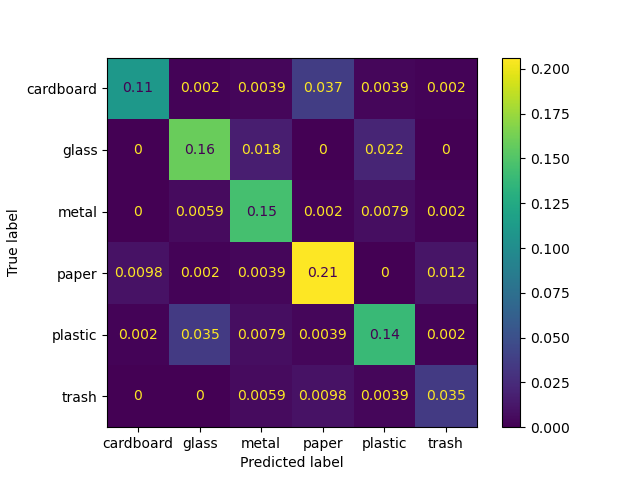 cardboard 0.11 0.002 0.0039 0.037 0.0039 0.002
glass 0 0.16 0.018 0 0.022 0
metal 0 0.0059 0.15 0.002 0.0079 0.002
paper 0.0098 0.002 0.0039 0.21 0 0.012
plastic 0.002 0.035 0.0079 0.0039 0.14 0.002
trash 0 0 0.0059 0.0098 0.0039 0.035
cardboard glass metal paper plastic trash
Predicted label
True label
0.200
0.175
0.150
0.125
0.100
0.075
0.050
0.025
0.000